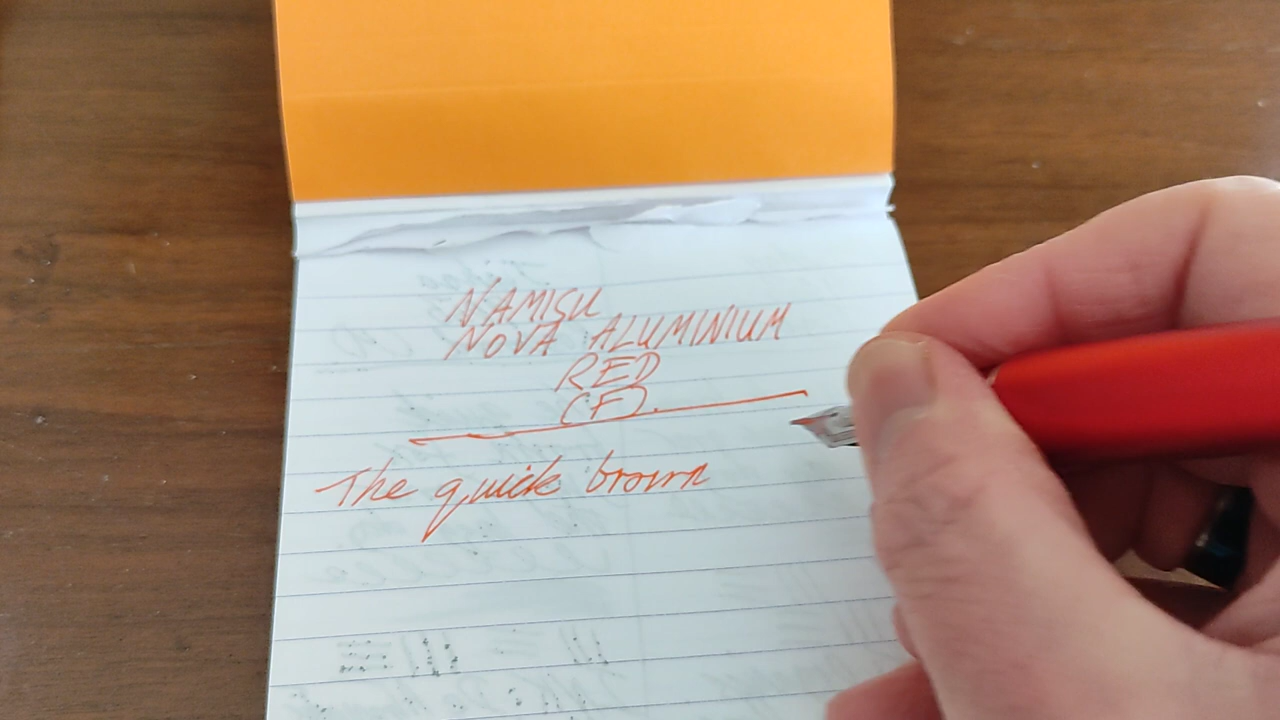 NAMISU
NOVA ALUMINIUM
RED
(F).
The quick brown